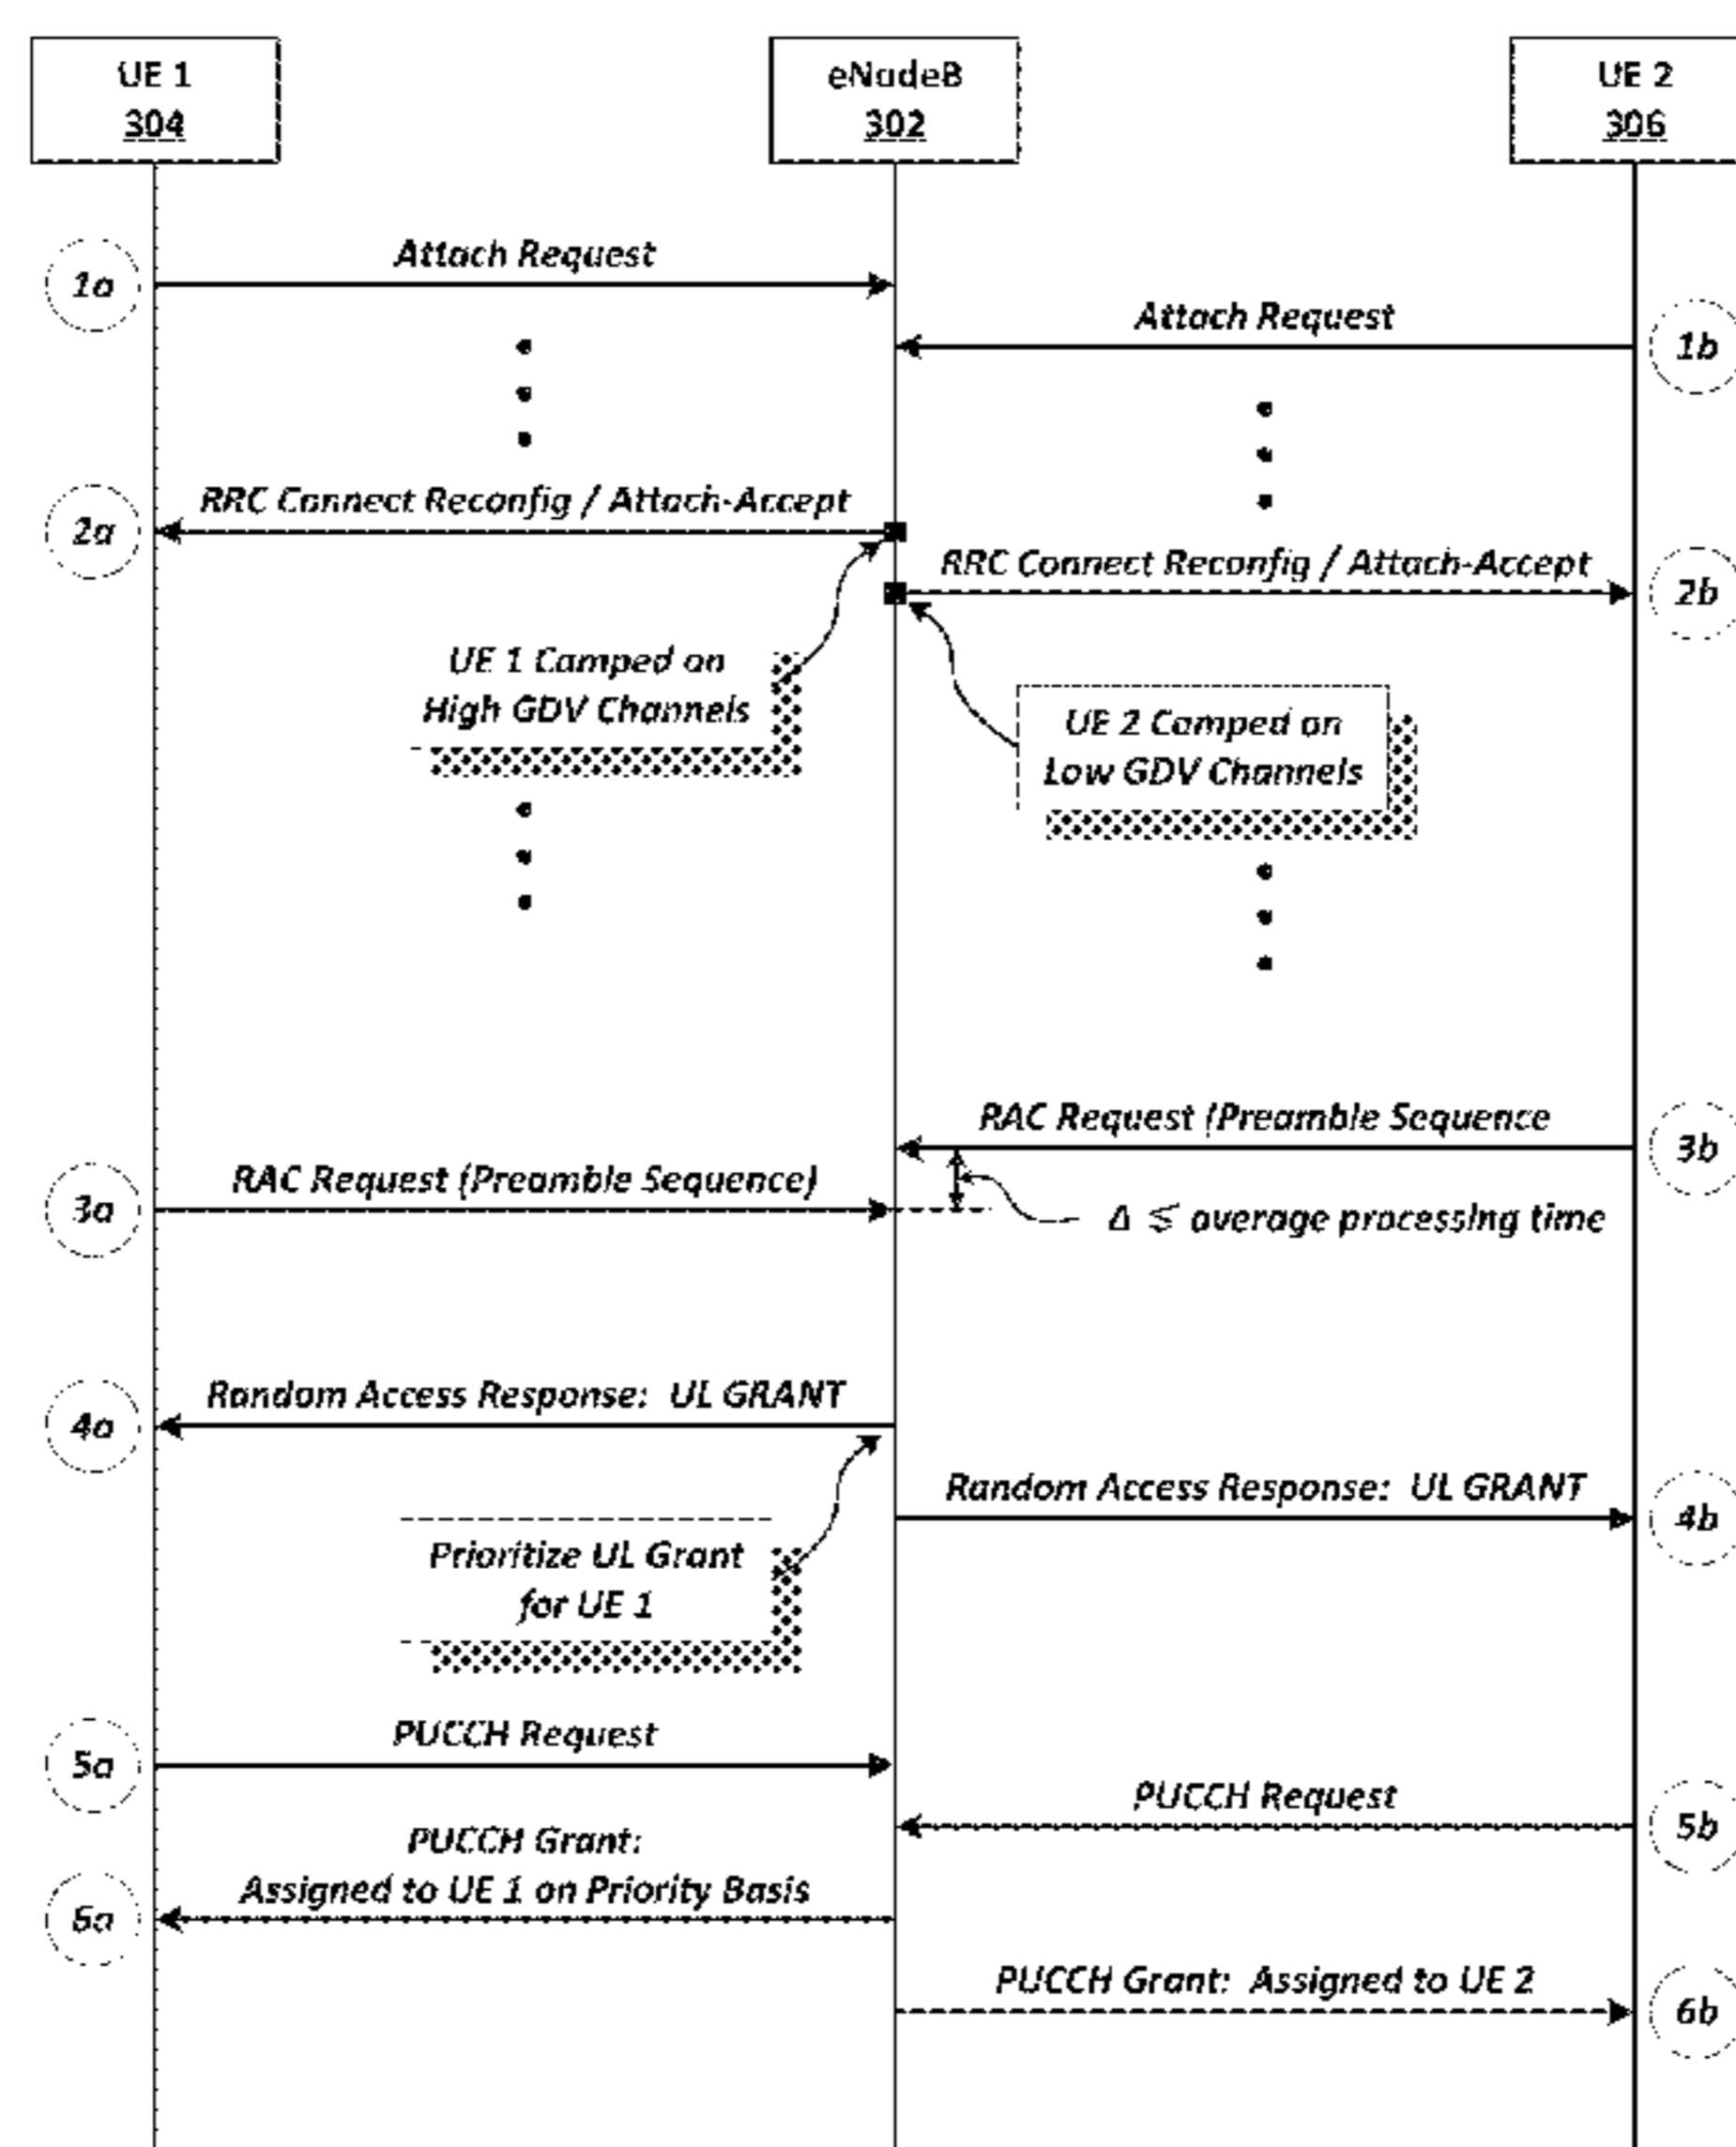 UE 1
304
eNodeB
302
UE 2
306
Attach Request
1a
Attach Request
1b
RRC Connect Reconfig / Attach-Accept
2a
RRC Connect Reconfig / Attach-Accept
2b
UE 1 Camped on
High GDV Channels
UE 2 Camped on
Low GDV Channels
RAC Request (Preamble Sequence
3b
RAC Request (Preamble Sequence)
3a
Δ ⩽ average processing time
Random Access Response: UL GRANT
4a
Random Access Response: UL GRANT
4b
Prioritize UL Grant
for UE 1
PUCCH Request
5a
PUCCH Request
5b
PUCCH Grant:
Assigned to UE 1 on Priority Basis
6a
PUCCH Grant: Assigned to UE 2
6b